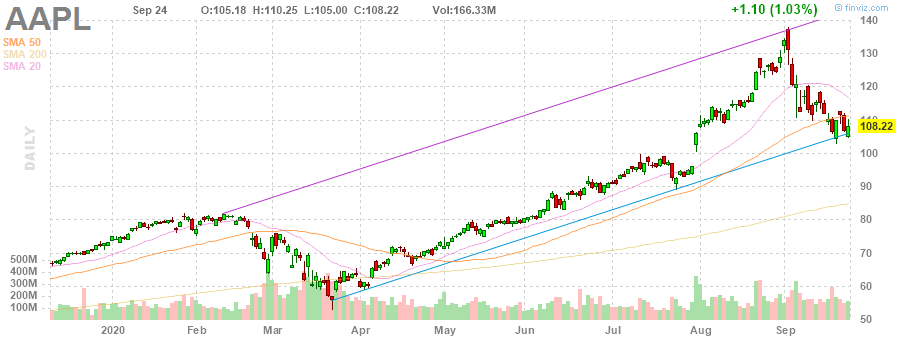 AAPL
Sep 24 O:105.18 H:110.25 L:105.00 C:108.22 Vol:166.33M
+1.10 (1.03%)
© finviz.com
SMA 50
SMA 200
SMA 20
DAILY
140
130
120
110
108.22
100
90
80
70
60
50
500M
400M
300M
200M
100M
2020 Feb Mar Apr May Jun Jul Aug Sep